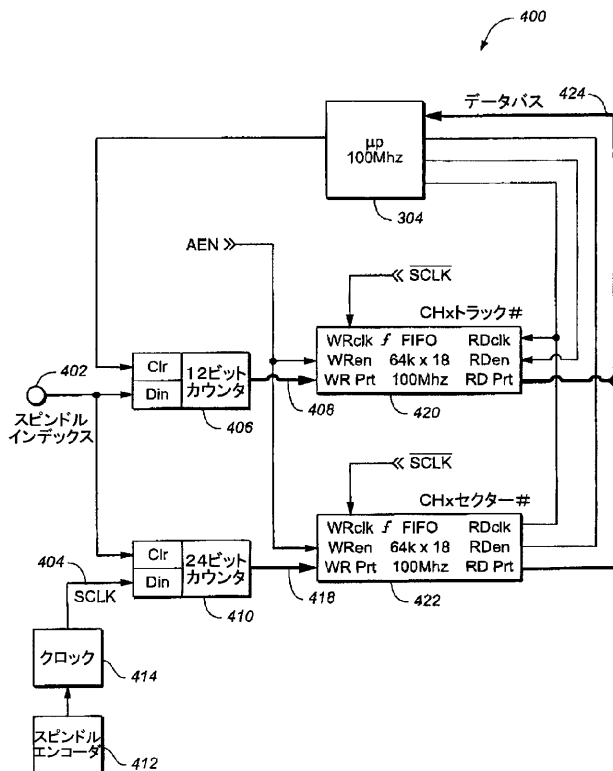 400
データバス
424
μp
100Mhz
304
AEN
SCLK
CHxトラック#
WRclk ƒ FIFO RDclk
WRen 64k x 18 RDen
WR Prt 100Mhz RD Prt
420
402
スピンドル
インデックス
Clr
Din
12ビット
カウンタ
406
408
SCLK
CHxセクター#
WRclk ƒ FIFO RDclk
WRen 64k x 18 RDen
WR Prt 100Mhz RD Prt
422
404
SCLK
Clr
Din
24ビット
カウンタ
410
418
クロック
414
スピンドル
エンコーダ
412